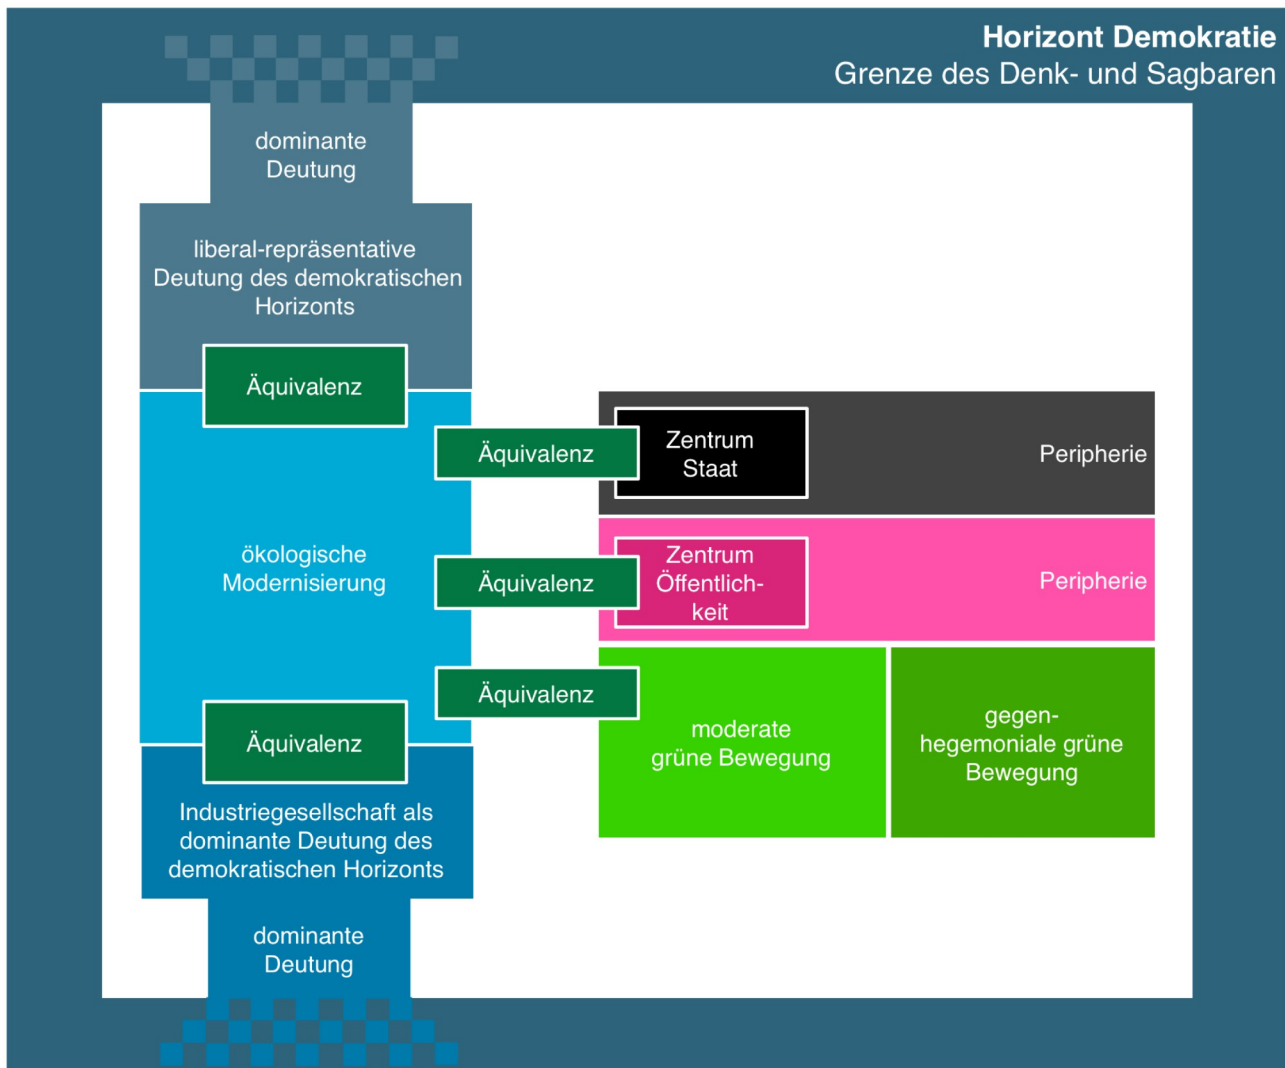 Horizont Demokratie
Grenze des Denk- und Sagbaren
dominante
Deutung
liberal-repräsentative
Deutung des demokratischen
Horizonts
Äquivalenz
ökologische
Modernisierung
Äquivalenz
Industriegesellschaft als
dominante Deutung des
demokratischen Horizonts
dominante
Deutung
Äquivalenz
Zentrum
Staat
Peripherie
Äquivalenz
Zentrum
Öffentlich-
keit
Peripherie
Äquivalenz
moderate
grüne Bewegung
gegen-
hegemoniale grüne
Bewegung